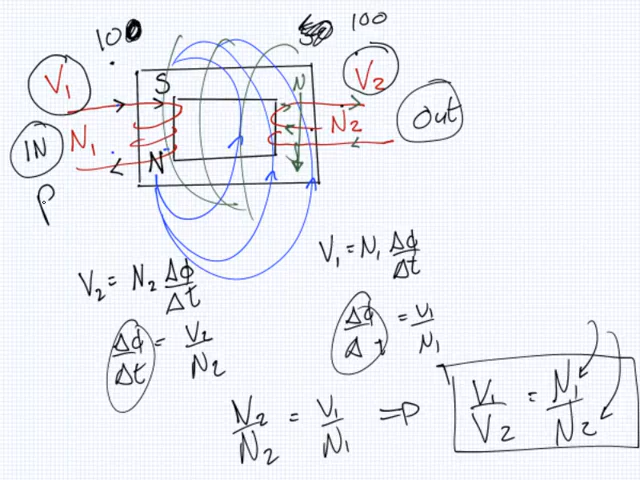 100 100
V₁ S N V₂
IN N₁ N₂ Out
N
P
V₂ = N₂ Δϕ/Δt V₁ = N₁ Δϕ/Δt
Δϕ/Δt = V₂/N₂ Δϕ/Δt = V₁/N₁
N₂/N₂ = V₁/N₁ ⇒ V₁/V₂ = N₁/N₂